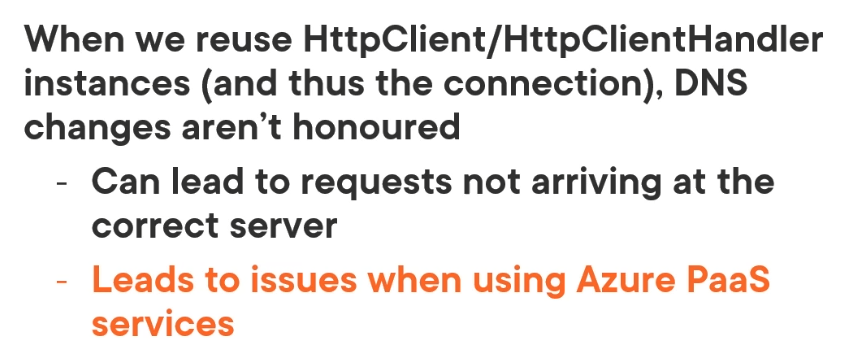 When we reuse HttpClient/HttpClientHandler
instances (and thus the connection), DNS
changes aren't honoured
- Can lead to requests not arriving at the
correct server
- Leads to issues when using Azure PaaS
services